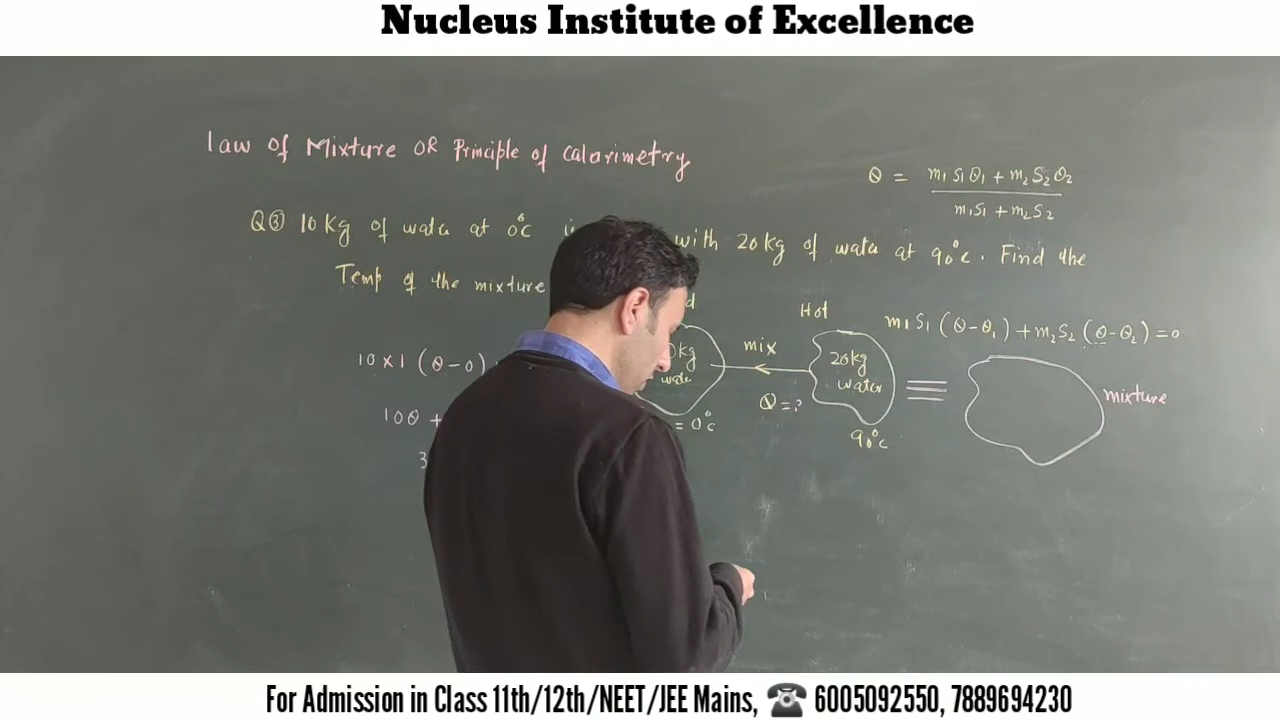 Nucleus Institute of Excellence
law of Mixture OR Principle of Calorimetry
θ = m₁s₁θ₁ + m₂s₂θ₂
m₁s₁ + m₂s₂
Q③ 10 Kg of water at 0°c with 20 kg of water at 90°c. Find the
Temp of the mixture
Hot
m₁s₁ (θ-θ₁) + m₂s₂ (θ-θ₂) = 0
10 × 1 (θ-0)
mix
20kg
water
θ = ?
90°c
= 0°c
≡
mixture
10θ +
3
For Admission in Class 11th/12th/NEET/JEE Mains, ☎ 6005092550, 7889694230